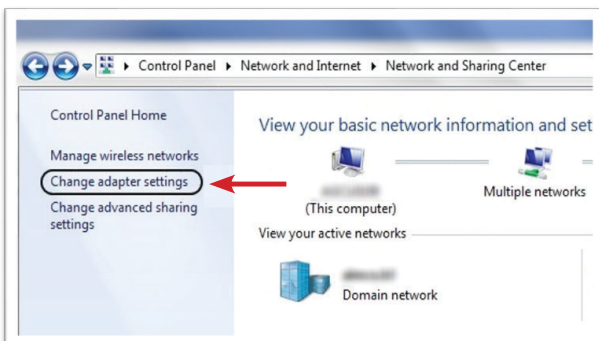 Control Panel ▸ Network and Internet ▸ Network and Sharing Center
Control Panel Home
Manage wireless networks
Change adapter settings
Change advanced sharing
settings
View your basic network information and set
(This computer)
Multiple networks
View your active networks
Domain network